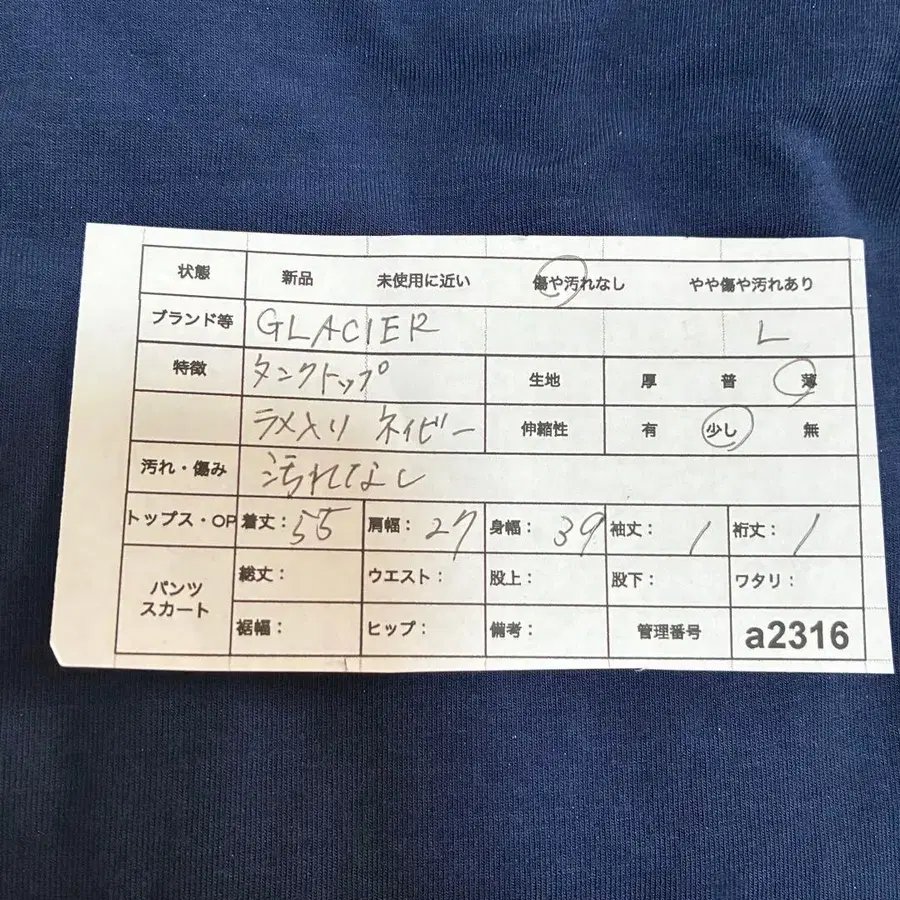 状態 新品 未使用に近い 傷や汚れなし やや傷や汚れあり
ブランド等 GLACIER L
特徴 タンクトップ 生地 厚 普 薄
ラメ入り ネイビー 伸縮性 有 少し 無
汚れ・傷み 汚れなし
トップス・OP 着丈：55 肩幅：27 身幅：39 袖丈：/ 裄丈：/
パンツ スカート 総丈： ウエスト： 股上： 股下： ワタリ：
裾幅： ヒップ： 備考： 管理番号 a2316